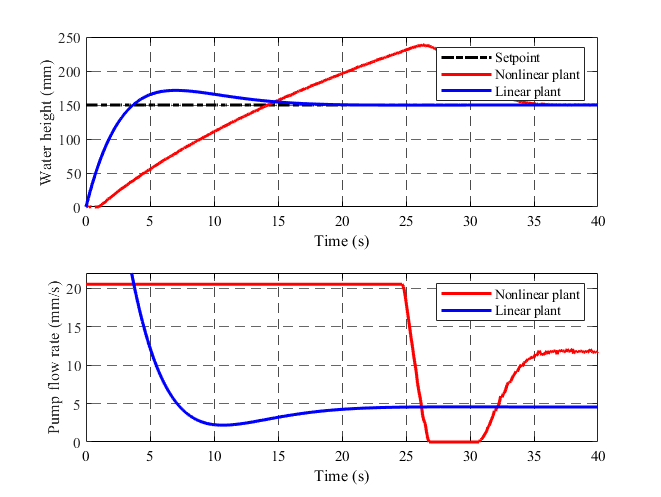 250
200
150
100
50
0
Water height (mm)
Setpoint
Nonlinear plant
Linear plant
0 5 10 15 20 25 30 35 40
Time (s)
20
15
10
5
0
Pump flow rate (mm/s)
Nonlinear plant
Linear plant
0 5 10 15 20 25 30 35 40
Time (s)